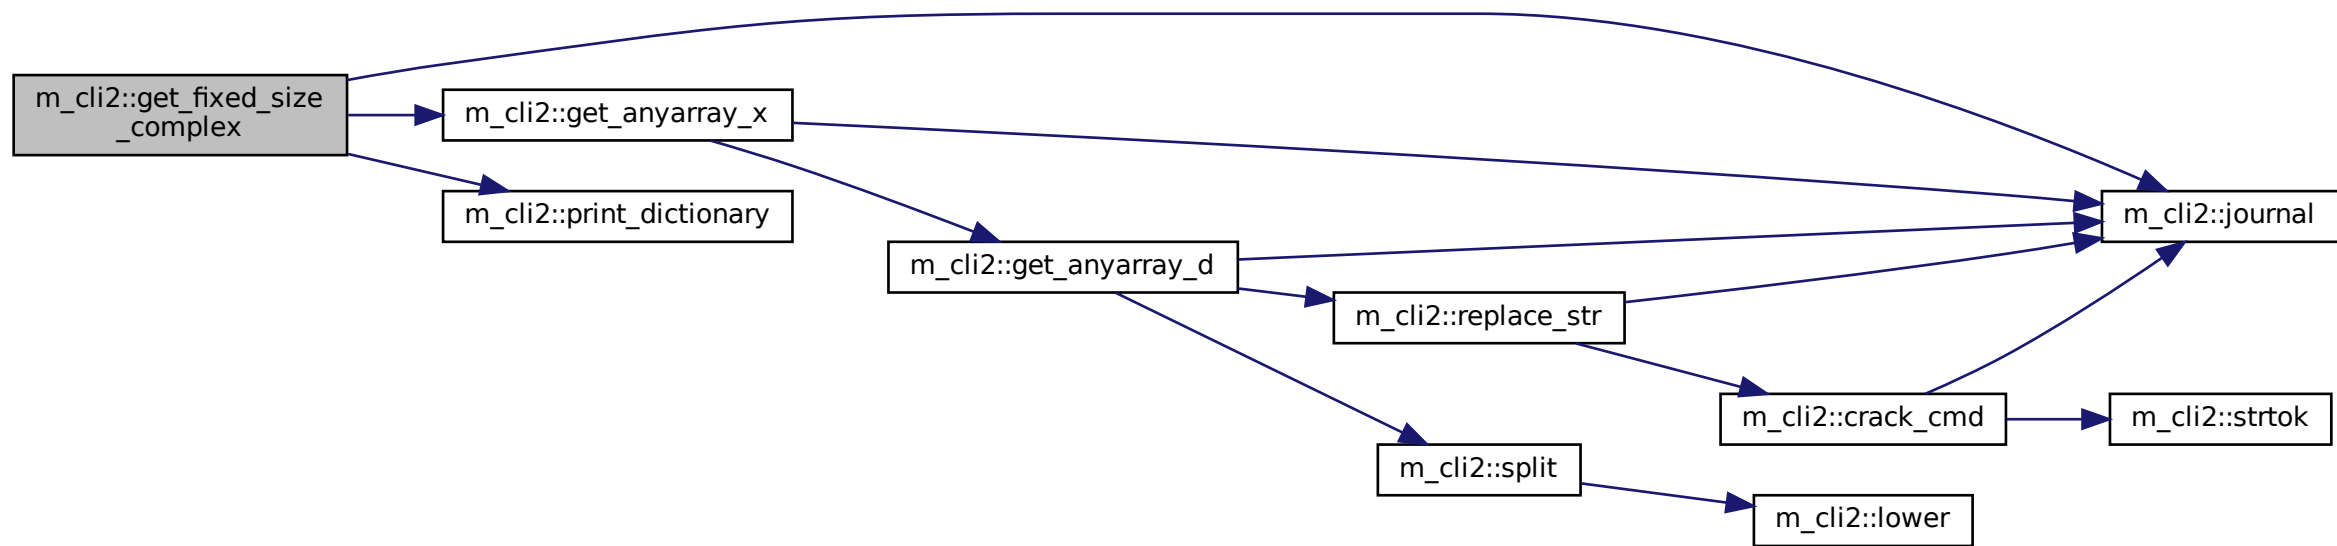 m_cli2::get_fixed_size
_complex
m_cli2::get_anyarray_x
m_cli2::print_dictionary
m_cli2::journal
m_cli2::get_anyarray_d
m_cli2::replace_str
m_cli2::crack_cmd
m_cli2::strtok
m_cli2::split
m_cli2::lower